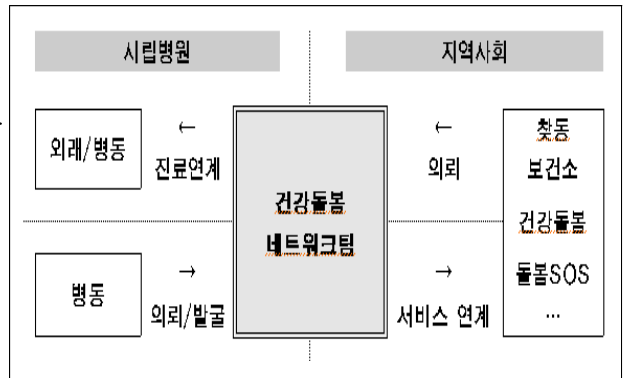 시립병원
지역사회
외래/병동
←
진료연계
건강돌봄
네트워크팀
←
의뢰
찾동
보건소
건강돌봄
돌봄SOS
…
병동
→
의뢰/발굴
→
서비스 연계